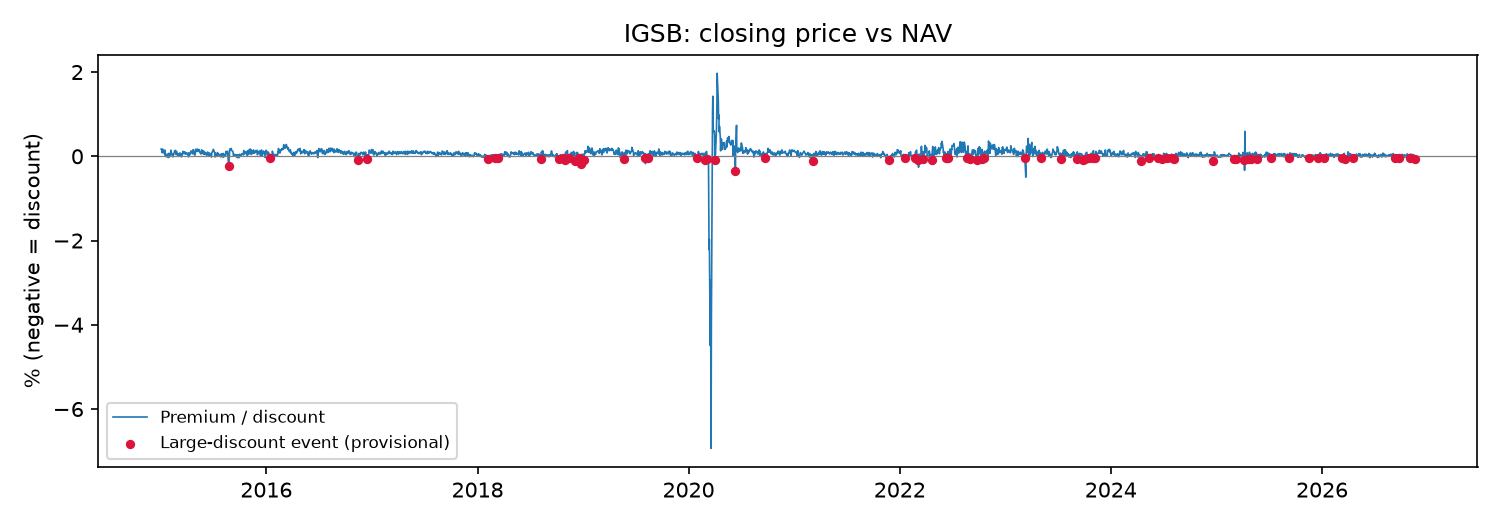 IGSB: closing price vs NAV
% (negative = discount)
2
0
−2
−4
−6
Premium / discount
Large-discount event (provisional)
2016
2018
2020
2022
2024
2026